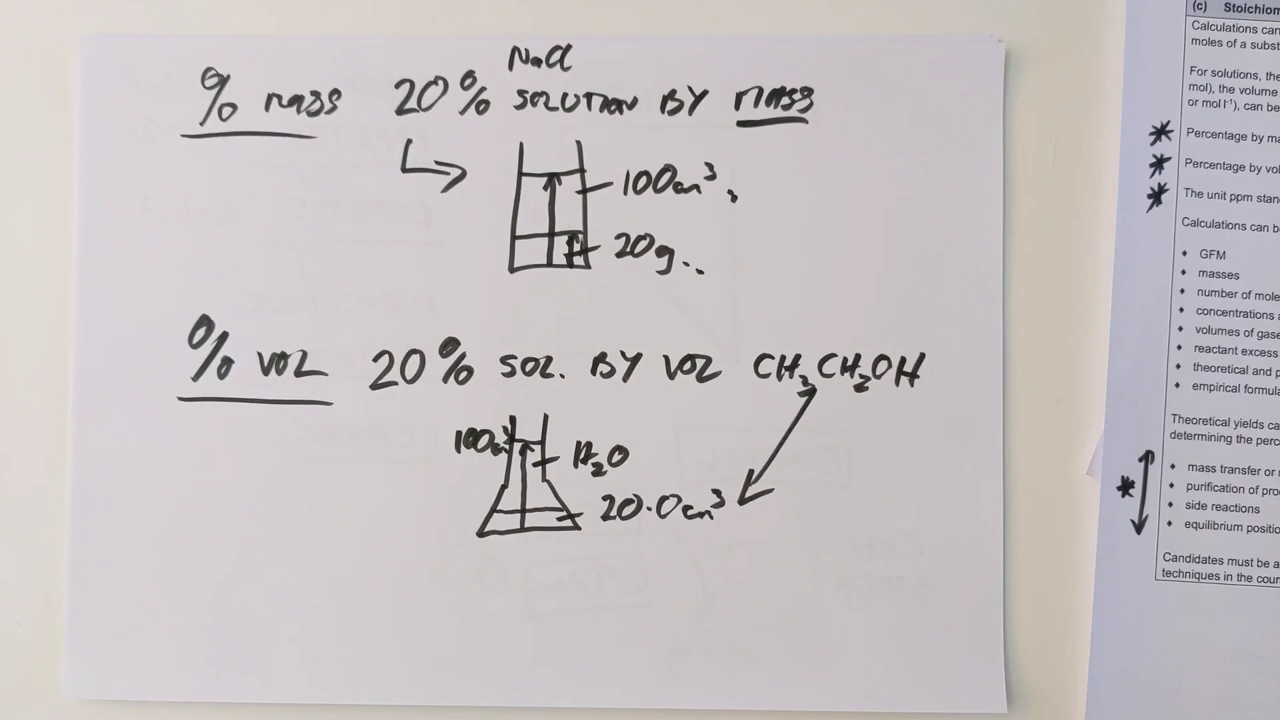 NaCl
% mass 20% SOLUTION BY MASS
100cm³
20g..
% VOL 20% SOL. BY VOL CH₃CH₂OH
100cm³
H₂O
20.0cm³
(c) Stoichiom
Calculations can
moles of a subst
For solutions, the
mol), the volume
or mol l⁻¹), can be
* Percentage by ma
* Percentage by vol
* The unit ppm stan
Calculations can b
♦ GFM
♦ masses
♦ number of mole
♦ concentrations a
♦ volumes of gase
♦ reactant excess
♦ theoretical and p
♦ empirical formula
Theoretical yields ca
determining the perc
♦ mass transfer or
♦ purification of pro
* ♦ side reactions
♦ equilibrium positio
Candidates must be a
techniques in the cour